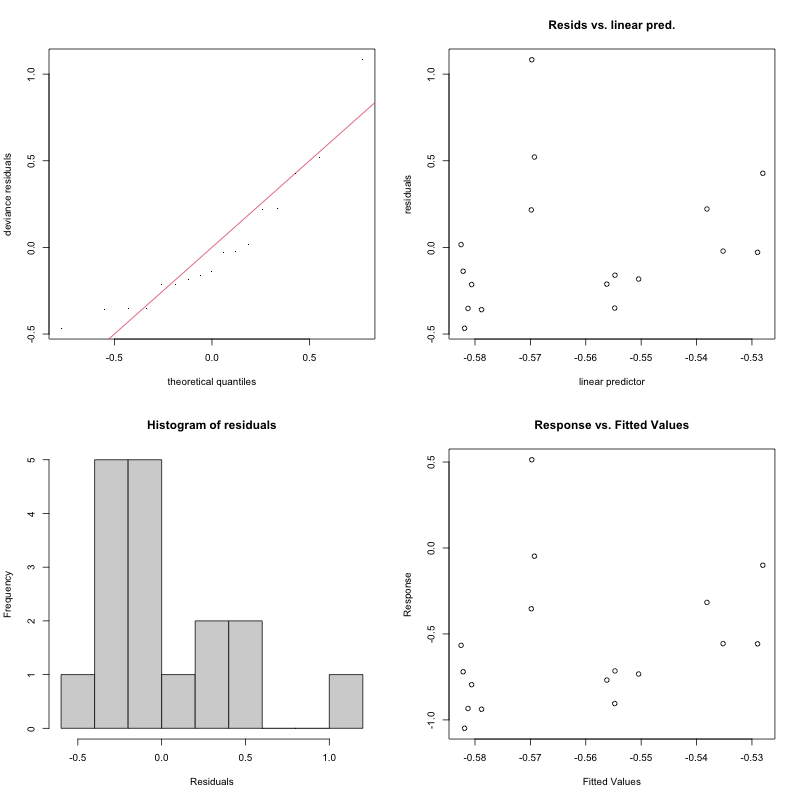 deviance residuals
-0.5 0.0 0.5 1.0
-0.5 0.0 0.5
theoretical quantiles
Resids vs. linear pred.
residuals
-0.5 0.0 0.5 1.0
-0.58 -0.57 -0.56 -0.55 -0.54 -0.53
linear predictor
Histogram of residuals
Frequency
0 1 2 3 4 5
-0.5 0.0 0.5 1.0
Residuals
Response vs. Fitted Values
Response
-1.0 -0.5 0.0 0.5
-0.58 -0.57 -0.56 -0.55 -0.54 -0.53
Fitted Values